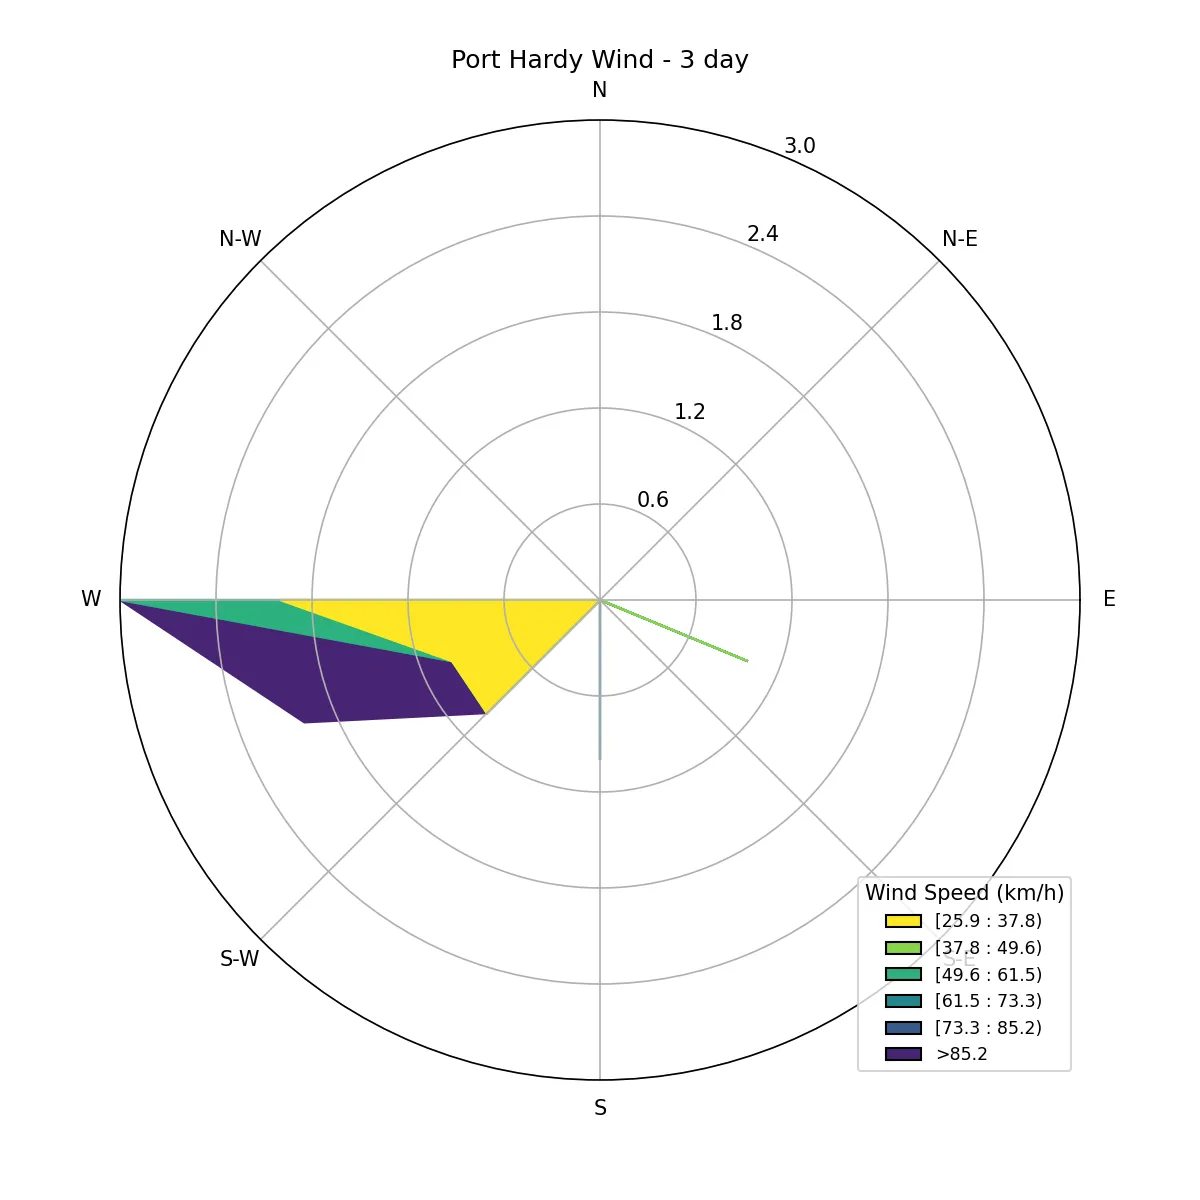 Port Hardy Wind - 3 day
N
3.0
N-W
2.4
N-E
1.8
1.2
0.6
W
E
S-W
S-E
S
Wind Speed (km/h)
[25.9 : 37.8)
[37.8 : 49.6)
[49.6 : 61.5)
[61.5 : 73.3)
[73.3 : 85.2)
>85.2